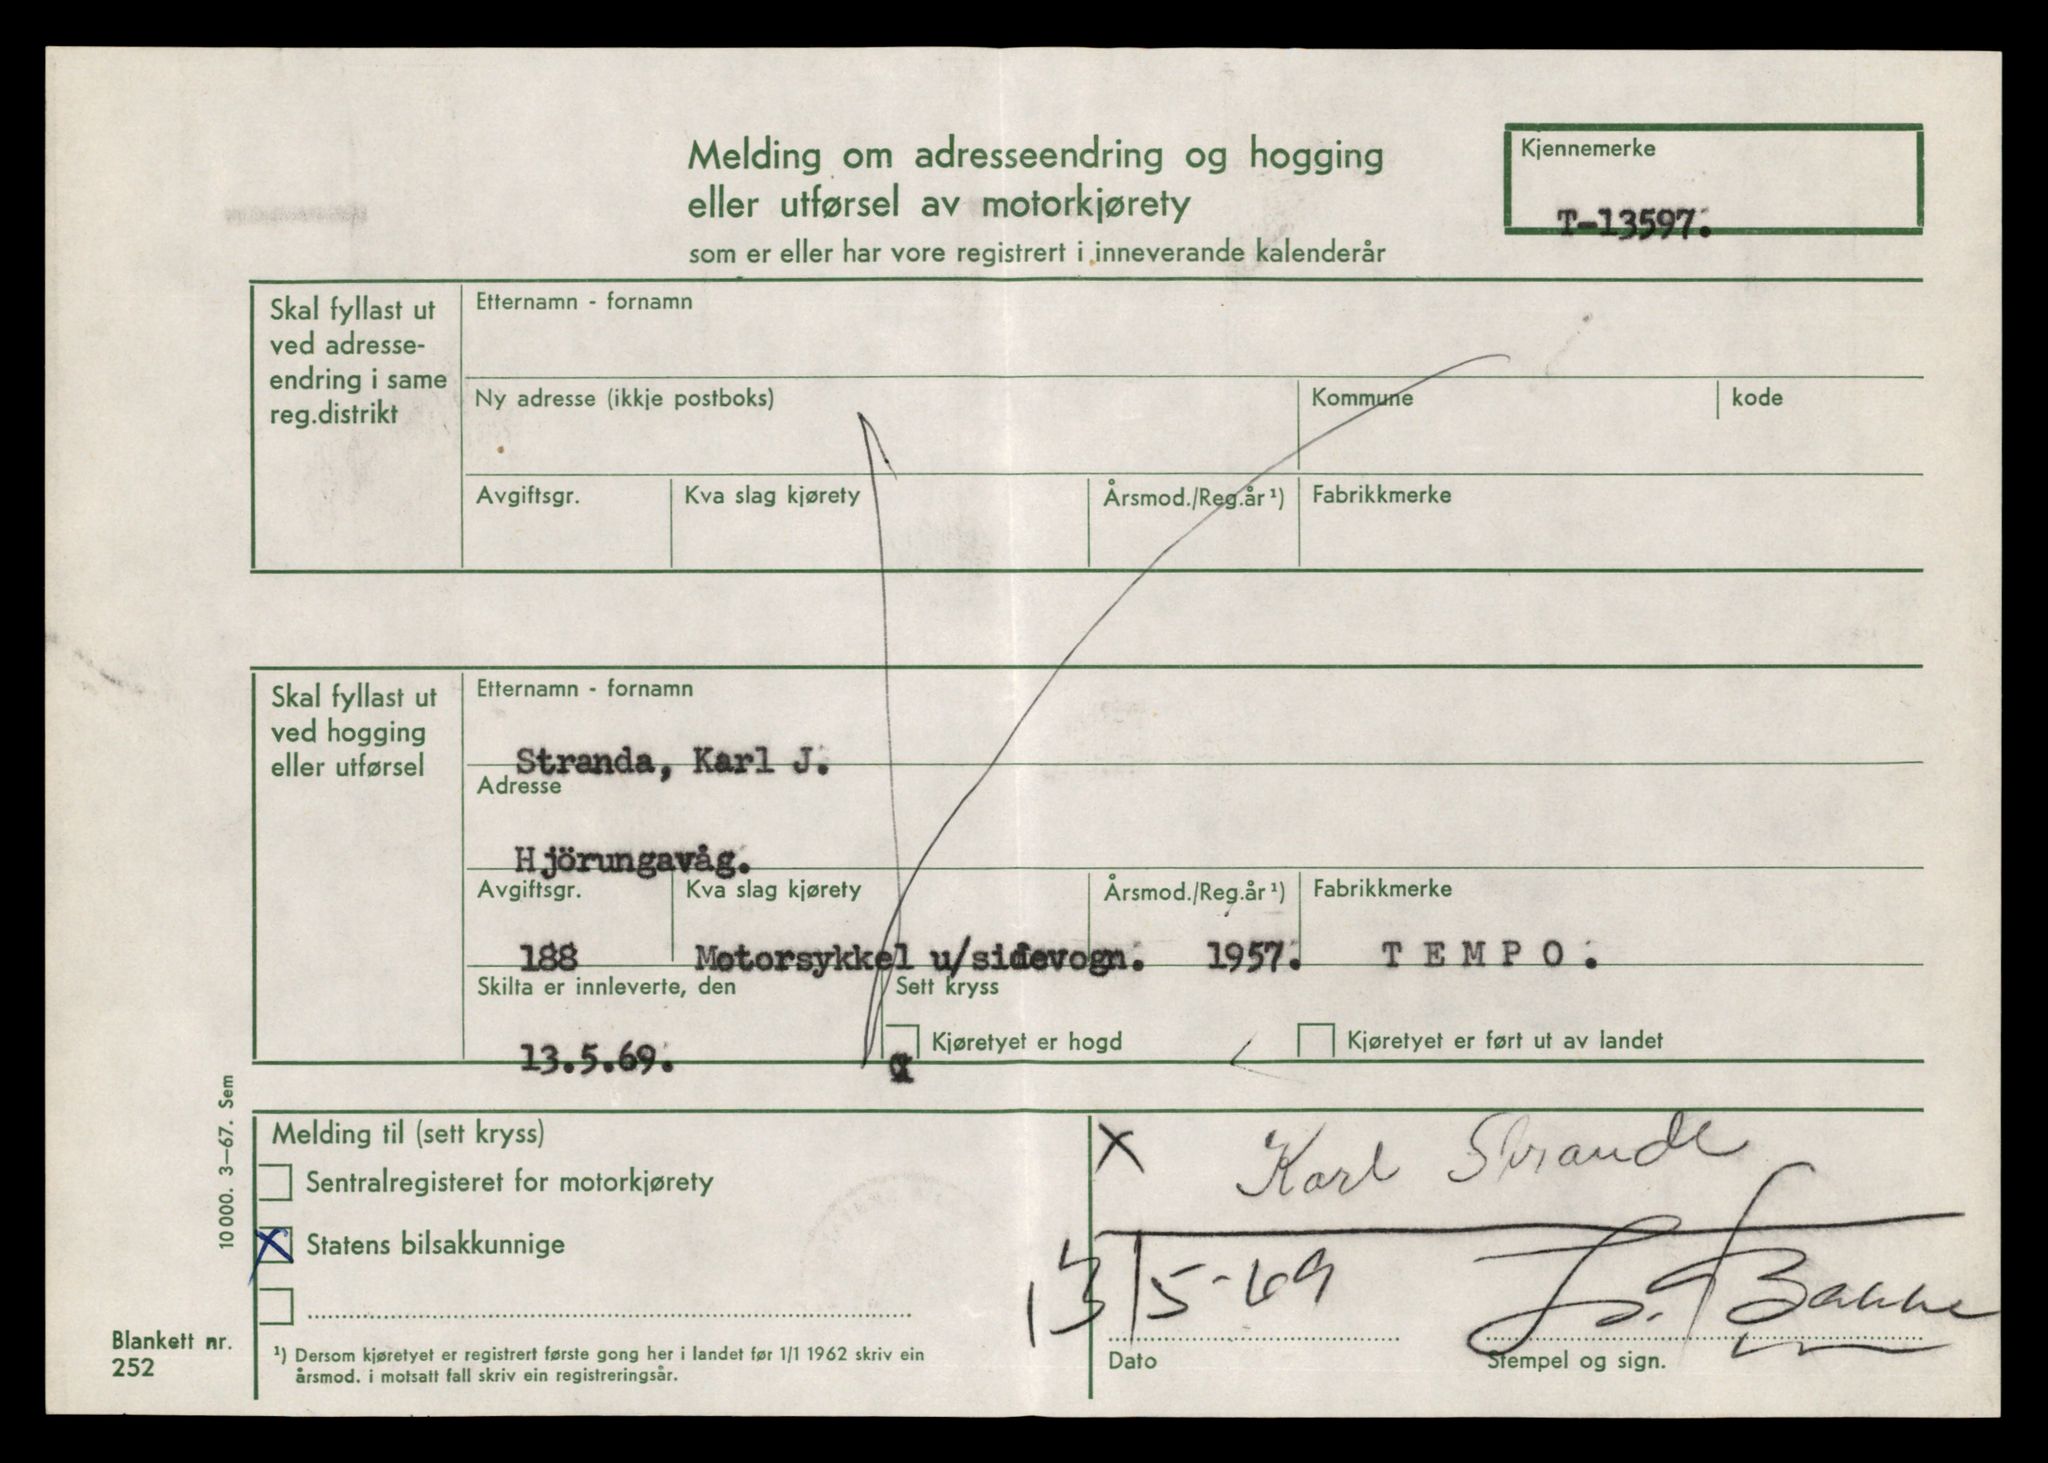 Melding om adresseendring og hogging
eller utførsel av motorkjørety
som er eller har vore registrert i inneverande kalenderår
Kjennemerke
T-13597.
Skal fyllast ut
ved adresse-
endring i same
reg.distrikt
Etternamn - fornamn
Ny adresse (ikkje postboks)
Kommune
kode
Avgiftsgr.
Kva slag kjørety
Årsmod./Reg.år ¹)
Fabrikkmerke
Skal fyllast ut
ved hogging
eller utførsel
Etternamn - fornamn
Stranda, Karl J.
Adresse
Hjörungavåg.
Avgiftsgr.
Kva slag kjørety
Årsmod./Reg.år ¹)
Fabrikkmerke
188
Motorsykkel u/sidevogn.
1957.
TEMPO.
Skilta er innleverte, den
Sett kryss
13.5.69.
Kjøretyet er hogd
Kjøretyet er ført ut av landet
Melding til (sett kryss)
Sentralregisteret for motorkjørety
X Statens bilsakkunnige
X Karl Strande
13/5-69
Bakke
Dato
Stempel og sign.
¹) Dersom kjøretyet er registrert første gong her i landet før 1/1 1962 skriv ein
årsmod. i motsatt fall skriv ein registreringsår.
10 000. 3-67. Sem
Blankett nr.
252